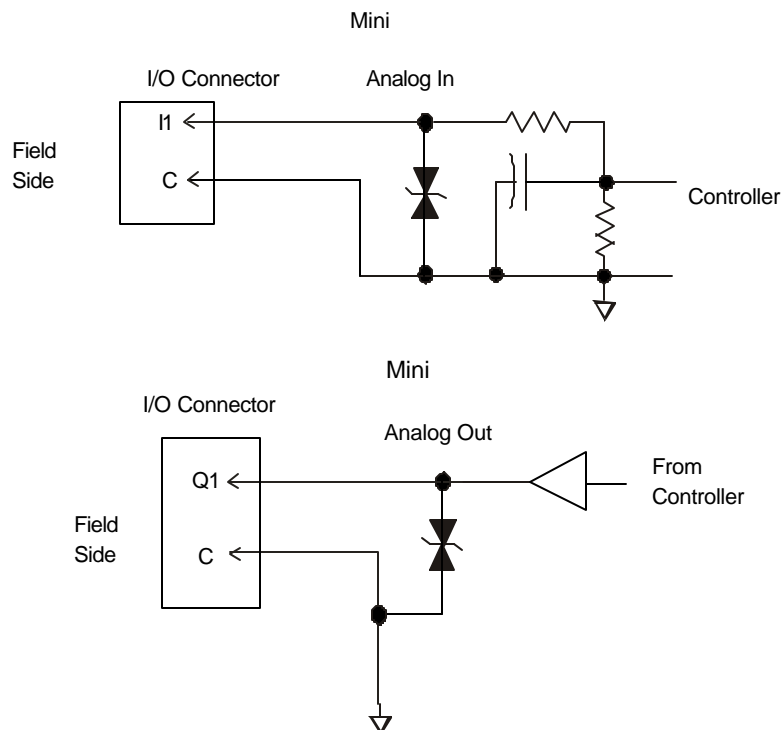 Mini
I/O Connector
Analog In
I1
Field
Side
C
Controller
Mini
I/O Connector
Analog Out
Q1
From
Controller
Field
Side
C